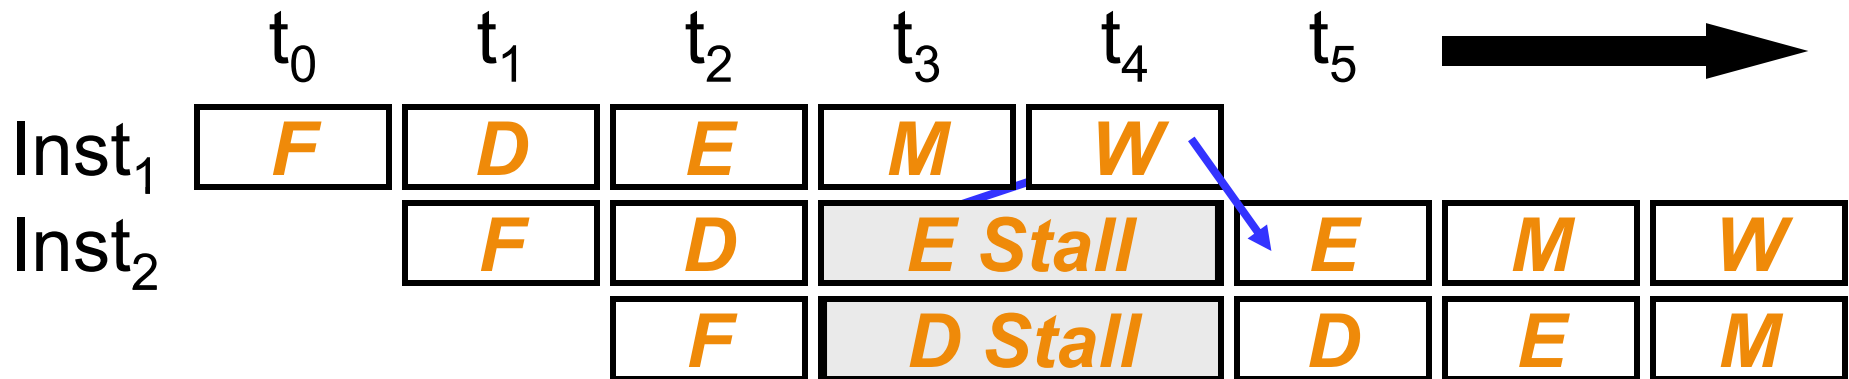 t0 t1 t2 t3 t4 t5
Inst1 F D E M W
Inst2 F D E Stall E M W
F D Stall D E M